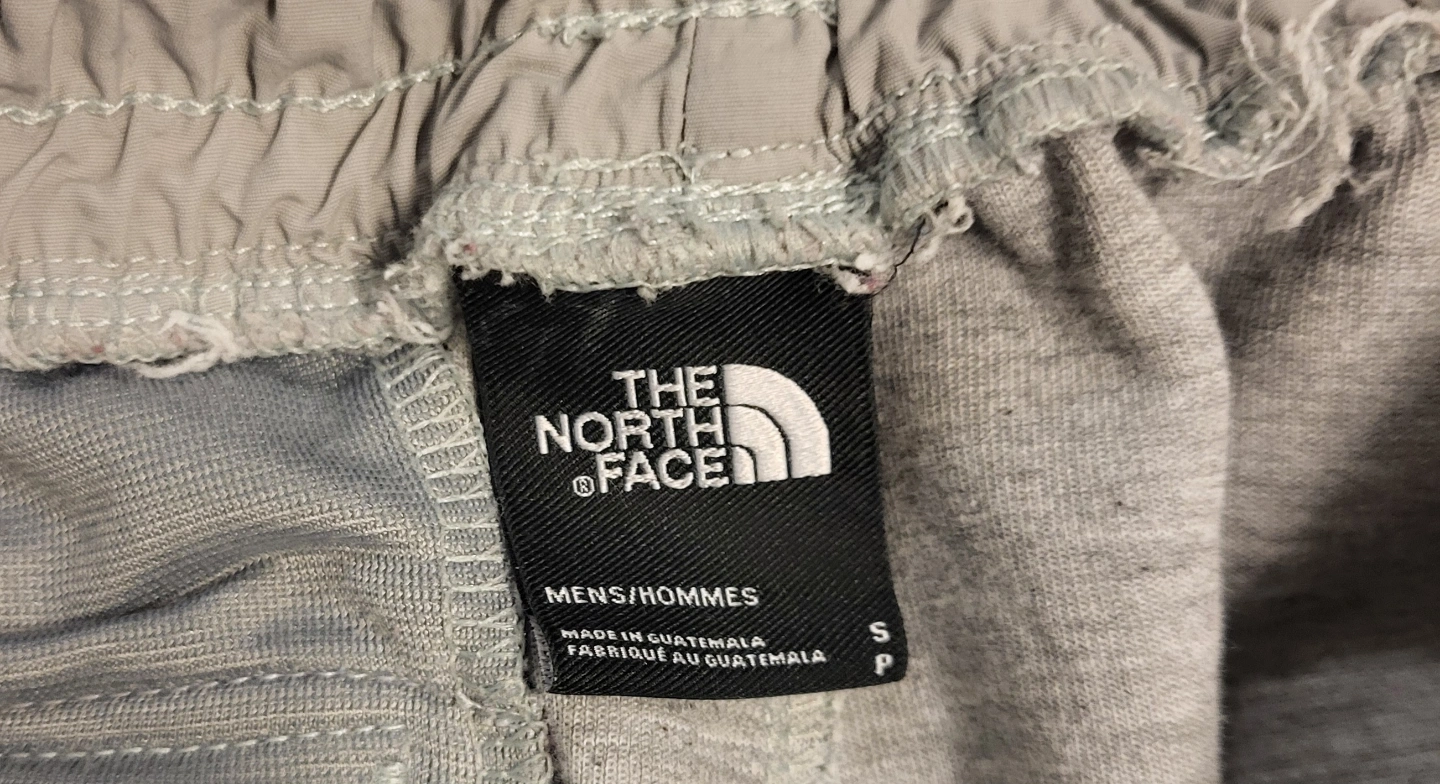 THE
NORTH
®FACE
MENS/HOMMES
MADE IN GUATEMALA
FABRIQUÉ AU GUATEMALA
S
P